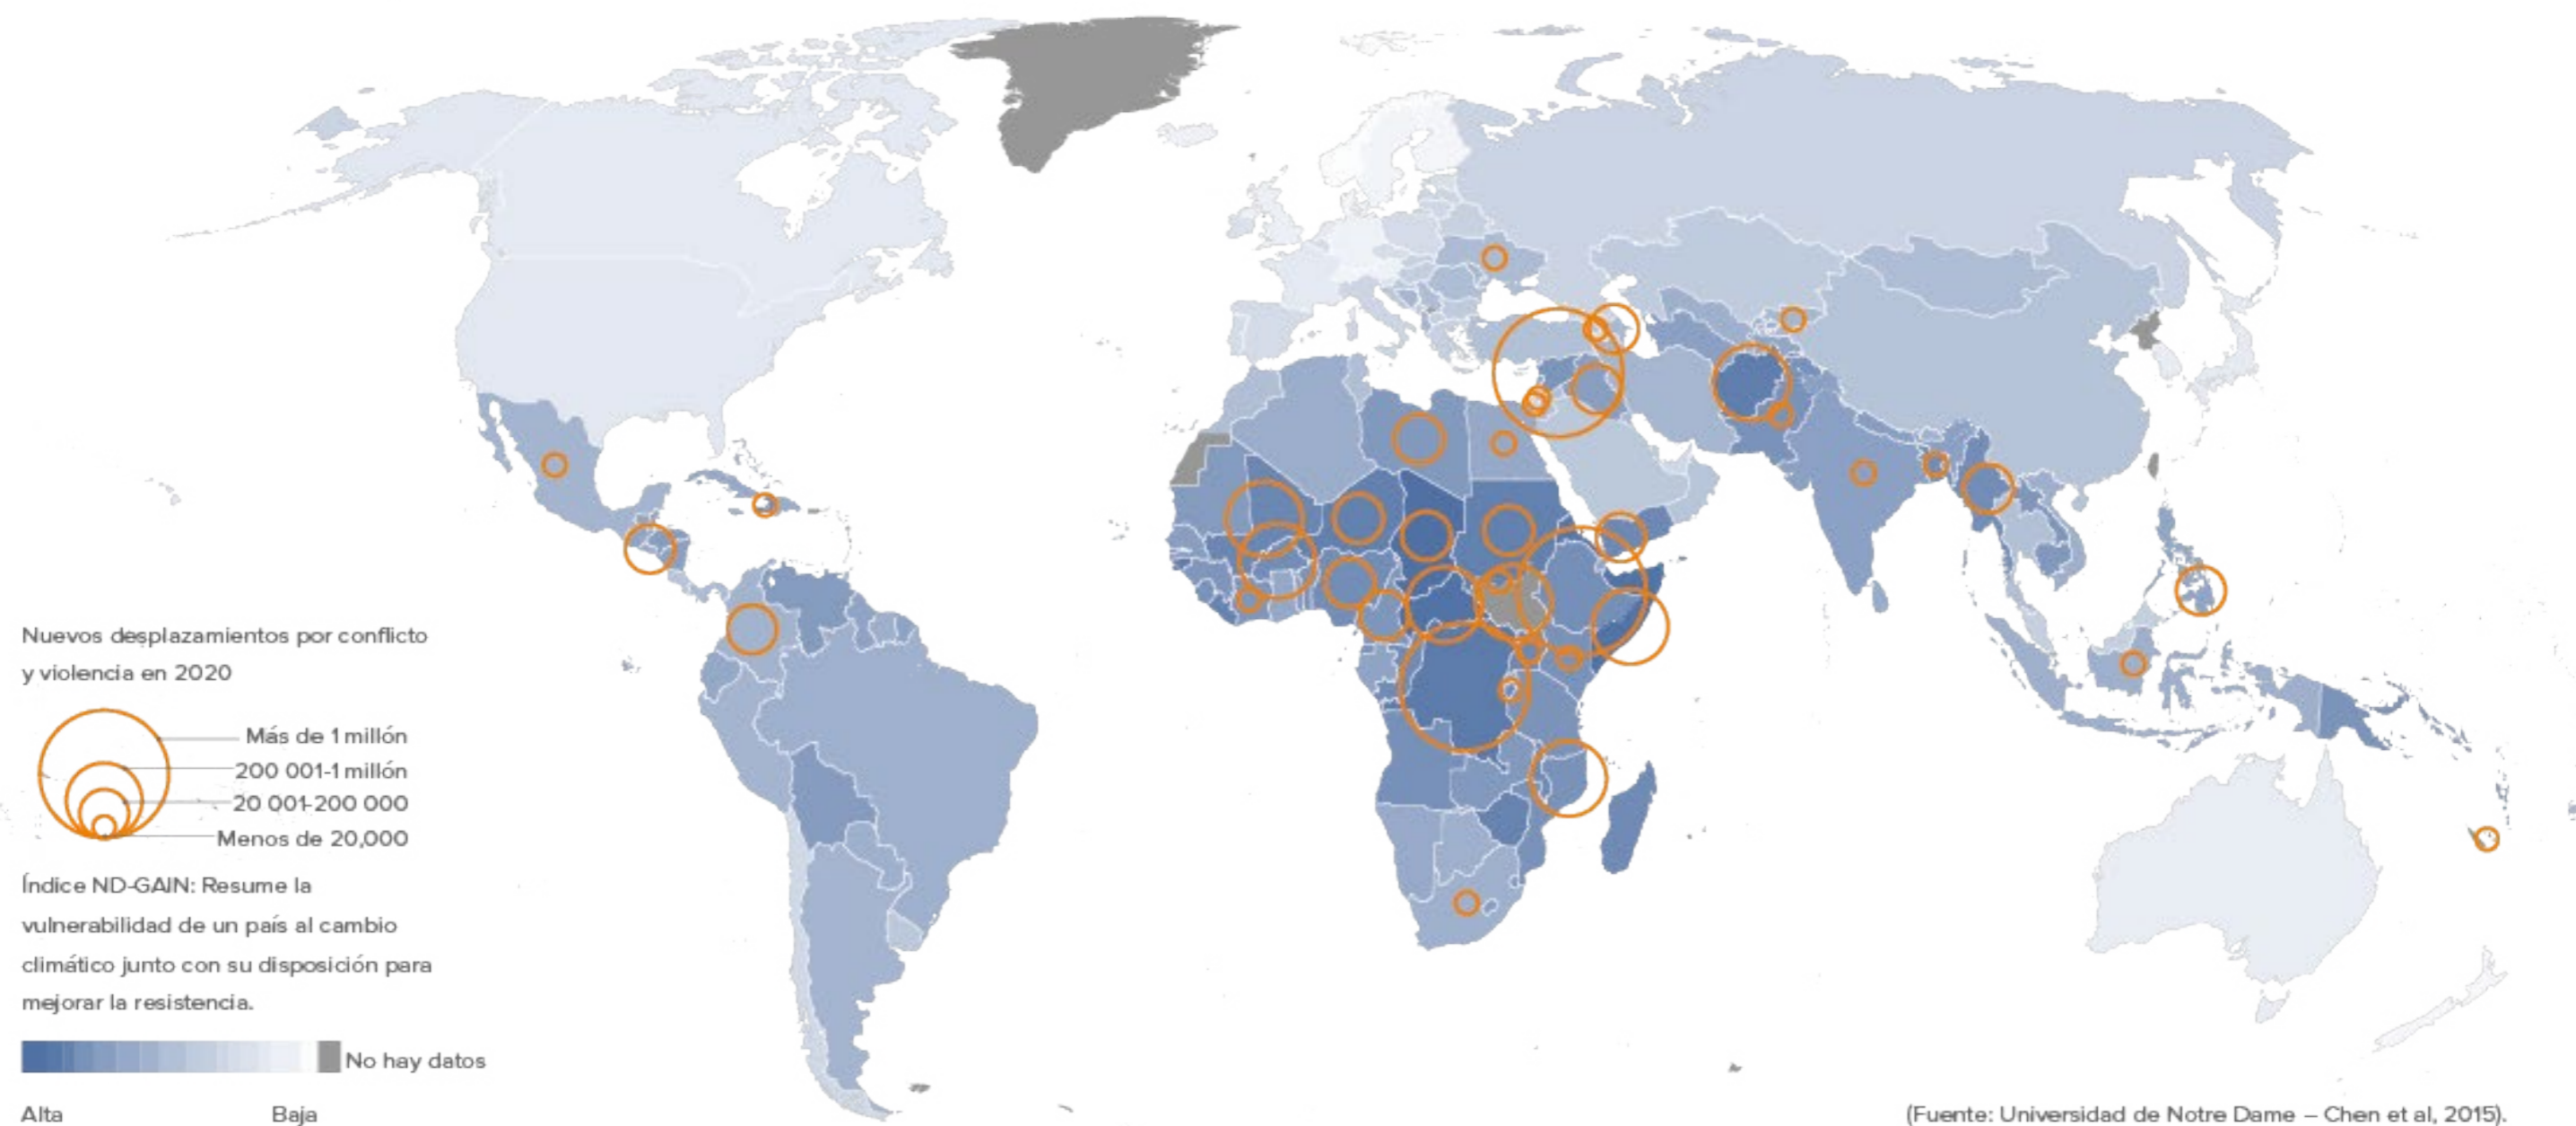 Nuevos desplazamientos por conflicto
y violencia en 2020
Más de 1 millón
200 001-1 millón
20 001-200 000
Menos de 20,000
Índice ND-GAIN: Resume la
vulnerabilidad de un país al cambio
climático junto con su disposición para
mejorar la resistencia.
No hay datos
Alta Baja
(Fuente: Universidad de Notre Dame – Chen et al, 2015).